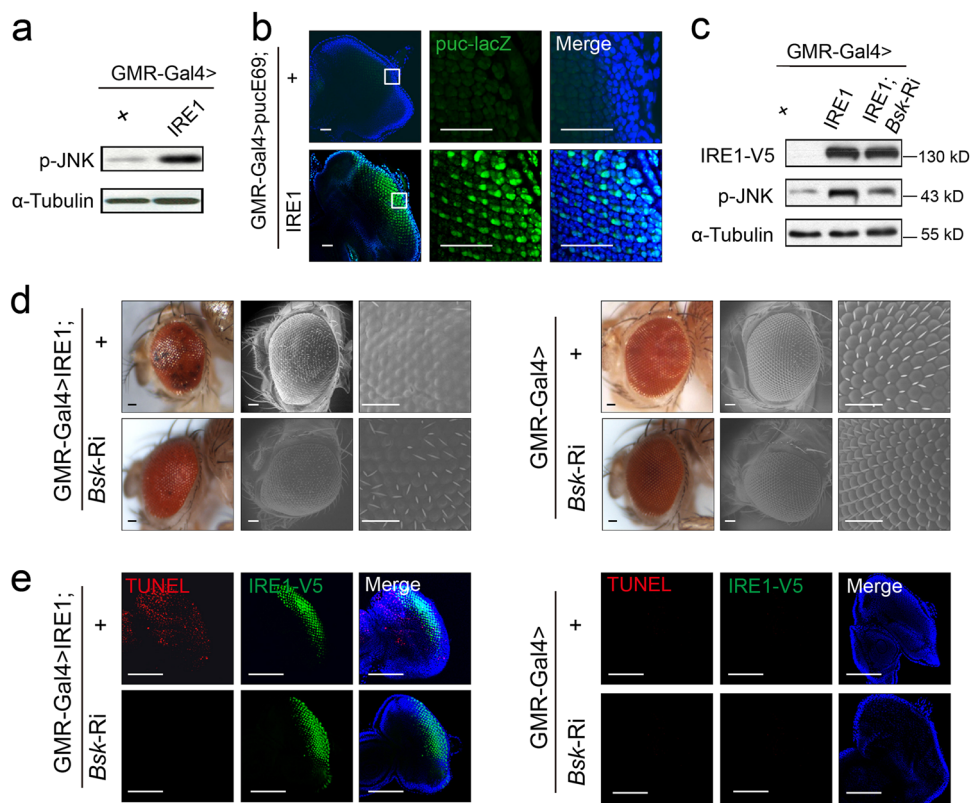 a
GMR-Gal4>
+
IRE1
p-JNK
α-Tubulin
b
GMR-Gal4>pucE69;
+
IRE1
puc-lacZ
Merge
c
GMR-Gal4>
+
IRE1
IRE1;
Bsk-Ri
IRE1-V5
130 kD
p-JNK
43 kD
α-Tubulin
55 kD
d
GMR-Gal4>IRE1;
+
Bsk-Ri
GMR-Gal4>
+
Bsk-Ri
e
GMR-Gal4>IRE1;
+
Bsk-Ri
TUNEL
IRE1-V5
Merge
GMR-Gal4>
+
Bsk-Ri
TUNEL
IRE1-V5
Merge